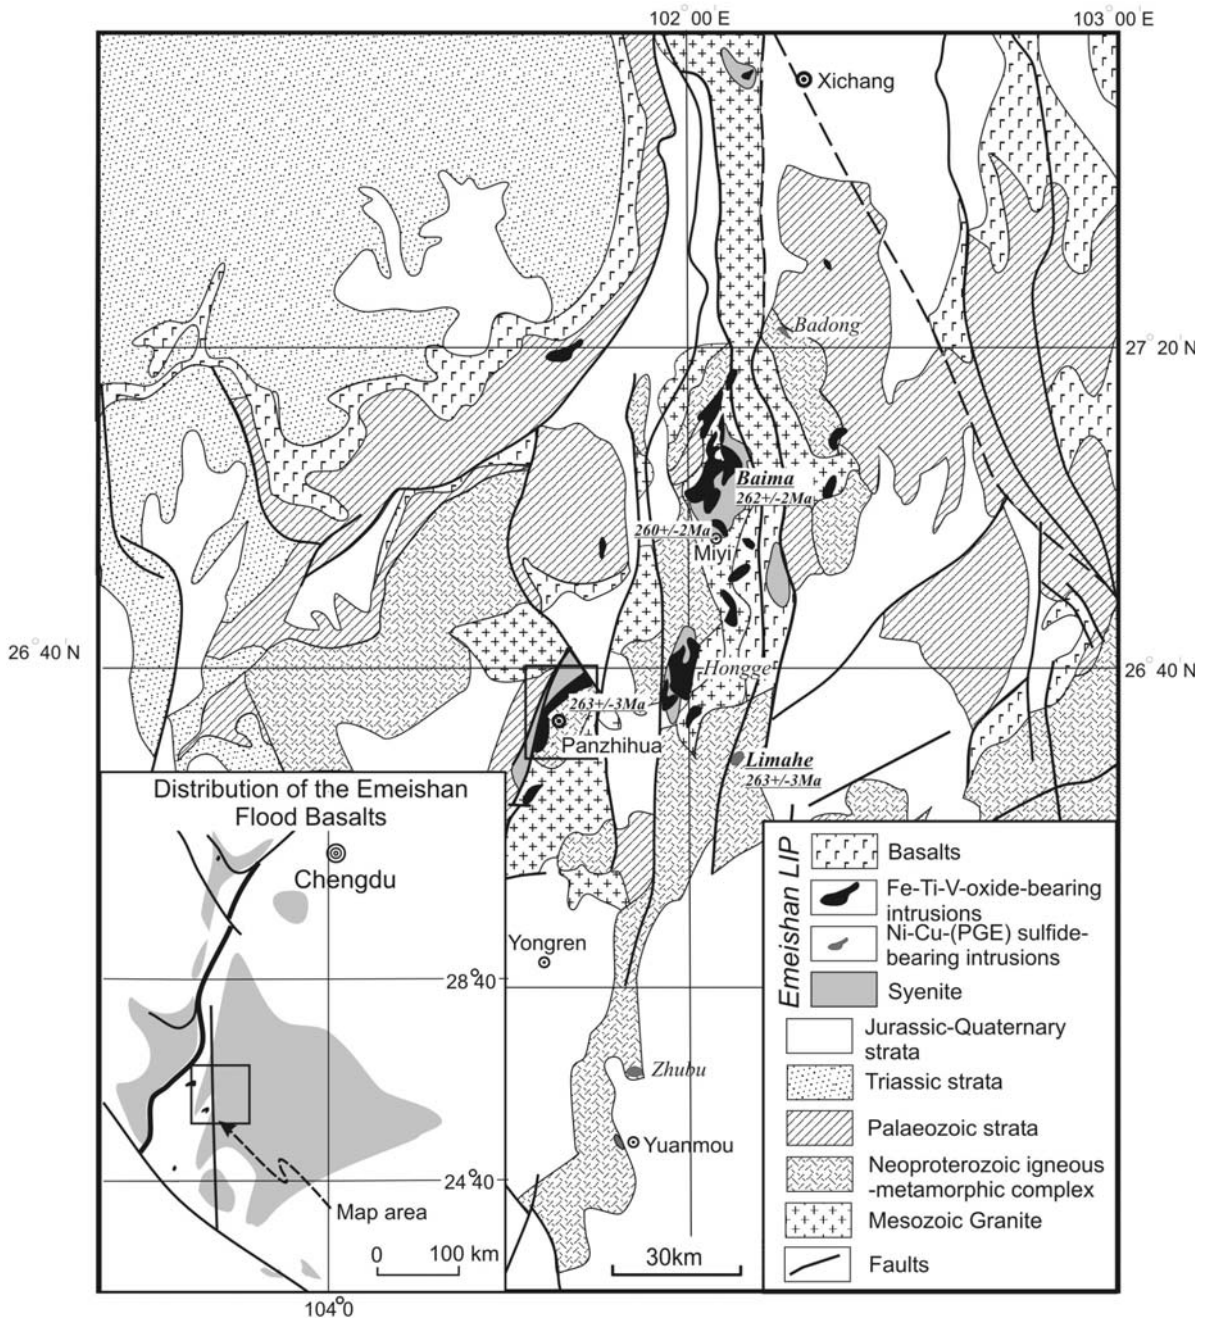 102°00'E
103°00'E
Xichang
Badong
27°20'N
Baima
262+/-2Ma
260+/-2Ma
Miyi
26°40'N
26°40'N
Hongge
263+/-3Ma
Panzhihua
Limahe
263+/-3Ma
Distribution of the Emeishan
Flood Basalts
Chengdu
28°40
24°40
Map area
0 100 km
104°0
Yongren
Zhubu
Yuanmou
30km
Emeishan LIP
Basalts
Fe-Ti-V-oxide-bearing
intrusions
Ni-Cu-(PGE) sulfide-
bearing intrusions
Syenite
Jurassic-Quaternary
strata
Triassic strata
Palaeozoic strata
Neoproterozoic igneous
-metamorphic complex
Mesozoic Granite
Faults